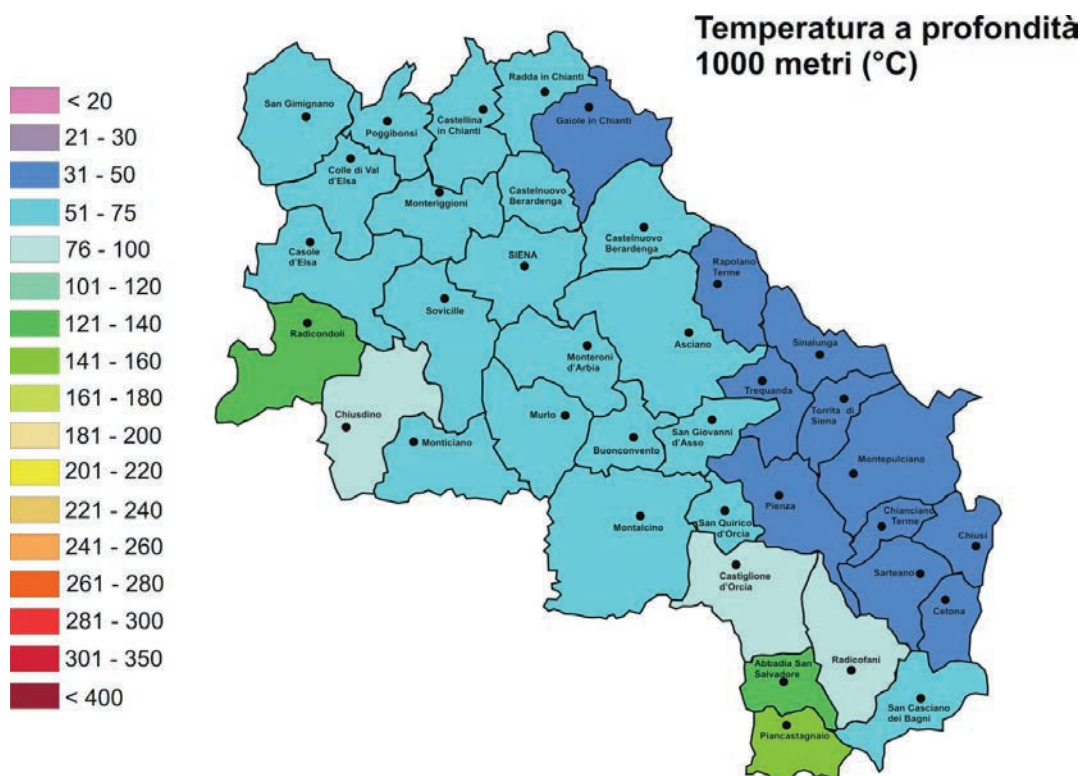 Temperatura a profondità
1000 metri (°C)
< 20
21 - 30
31 - 50
51 - 75
76 - 100
101 - 120
121 - 140
141 - 160
161 - 180
181 - 200
201 - 220
221 - 240
241 - 260
261 - 280
281 - 300
301 - 350
< 400
San Gimignano
Poggibonsi
Castellina
in Chianti
Radda in Chianti
Gaiole in Chianti
Colle di Val
d'Elsa
Monteriggioni
Castelnuovo
Berardenga
Castelnuovo
Berardenga
Casole
d'Elsa
SIENA
Rapolano
Terme
Sovicille
Radicondoli
Monteroni
d'Arbia
Asciano
Sinalunga
Trequanda
Torrita di
Siena
Chiusdino
Monticiano
Murlo
Buonconvento
San Giovanni
d'Asso
Montepulciano
Pienza
Chianciano
Terme
Chiusi
Montalcino
San Quirico
d'Orcia
Castiglione
d'Orcia
Sarteano
Cetona
Abbadia San
Salvadore
Radicofani
San Casciano
dei Bagni
Piancastagnaio